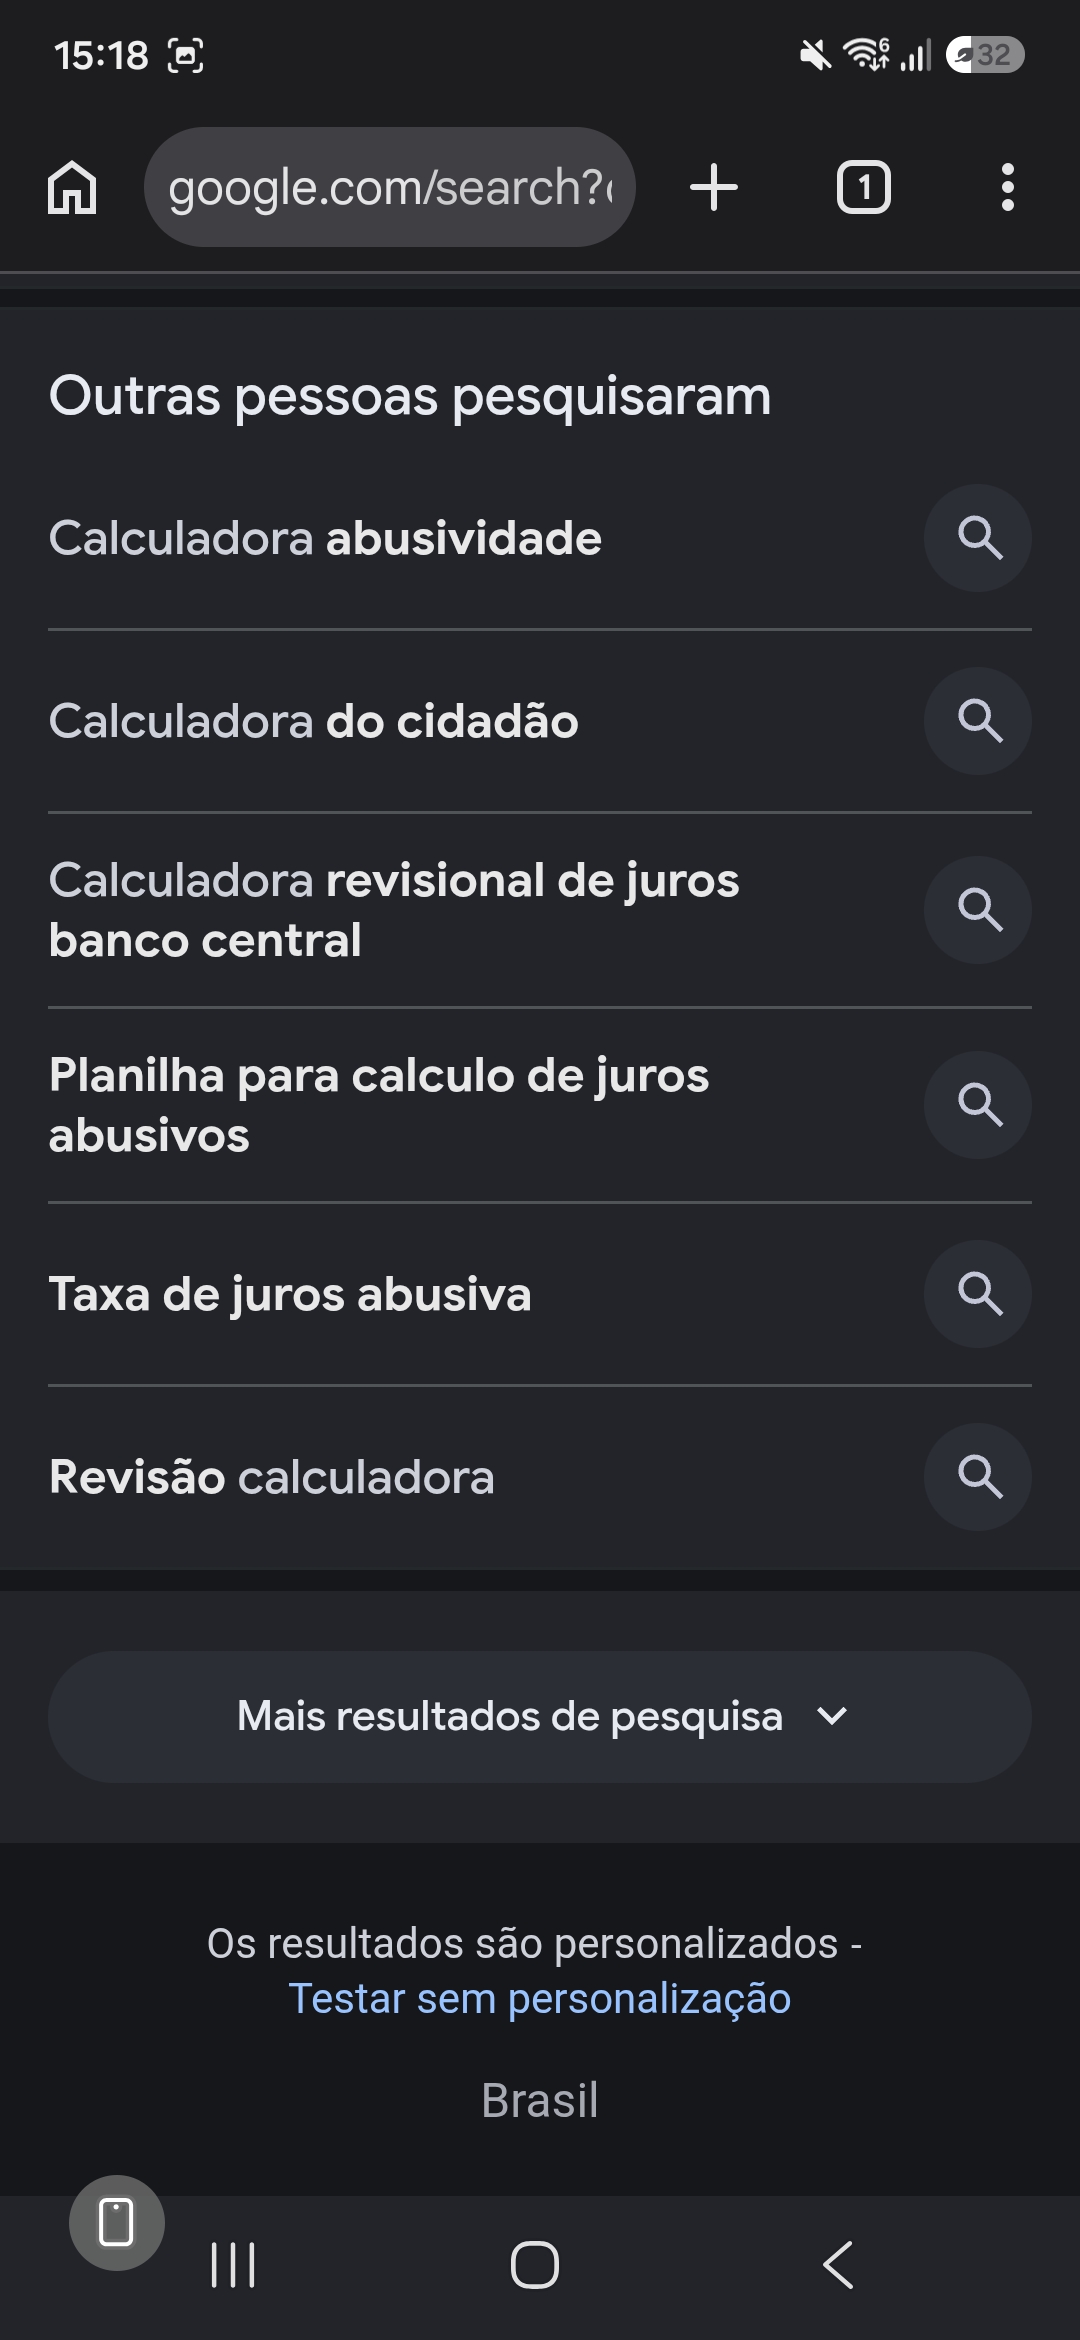 15:18
6
32
google.com/search?
1
Outras pessoas pesquisaram
Calculadora abusividade
Calculadora do cidadão
Calculadora revisional de juros
banco central
Planilha para calculo de juros
abusivos
Taxa de juros abusiva
Revisão calculadora
Mais resultados de pesquisa
Os resultados são personalizados -
Testar sem personalização
Brasil